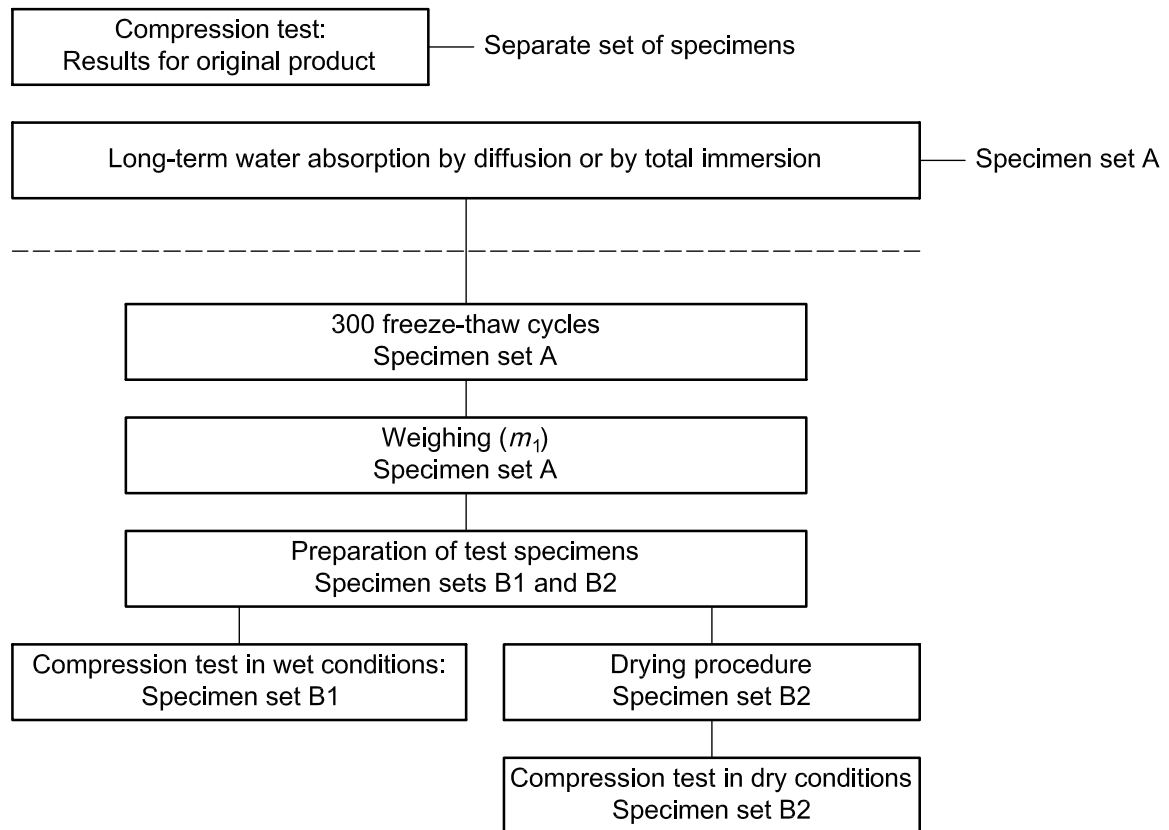 Compression test:
Results for original product
Separate set of specimens
Long-term water absorption by diffusion or by total immersion
Specimen set A
300 freeze-thaw cycles
Specimen set A
Weighing (m₁)
Specimen set A
Preparation of test specimens
Specimen sets B1 and B2
Compression test in wet conditions:
Specimen set B1
Drying procedure
Specimen set B2
Compression test in dry conditions
Specimen set B2